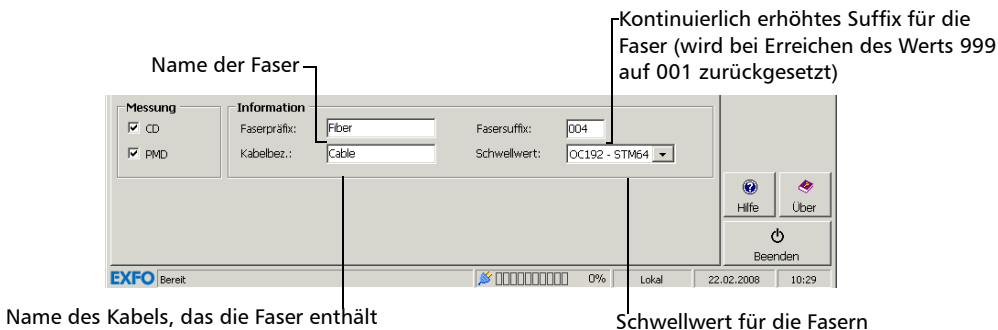 Kontinuierlich erhöhtes Suffix für die
Faser (wird bei Erreichen des Werts 999
auf 001 zurückgesetzt)
Name der Faser
Messung
CD
PMD
Information
Faserpräfix: Fiber
Fasersuffix: 004
Kabelbez.: Cable
Schwellwert: OC192 - STM64
Hilfe
Über
Beenden
EXFO Bereit
0%
Lokal
22.02.2008
10:29
Name des Kabels, das die Faser enthält
Schwellwert für die Fasern